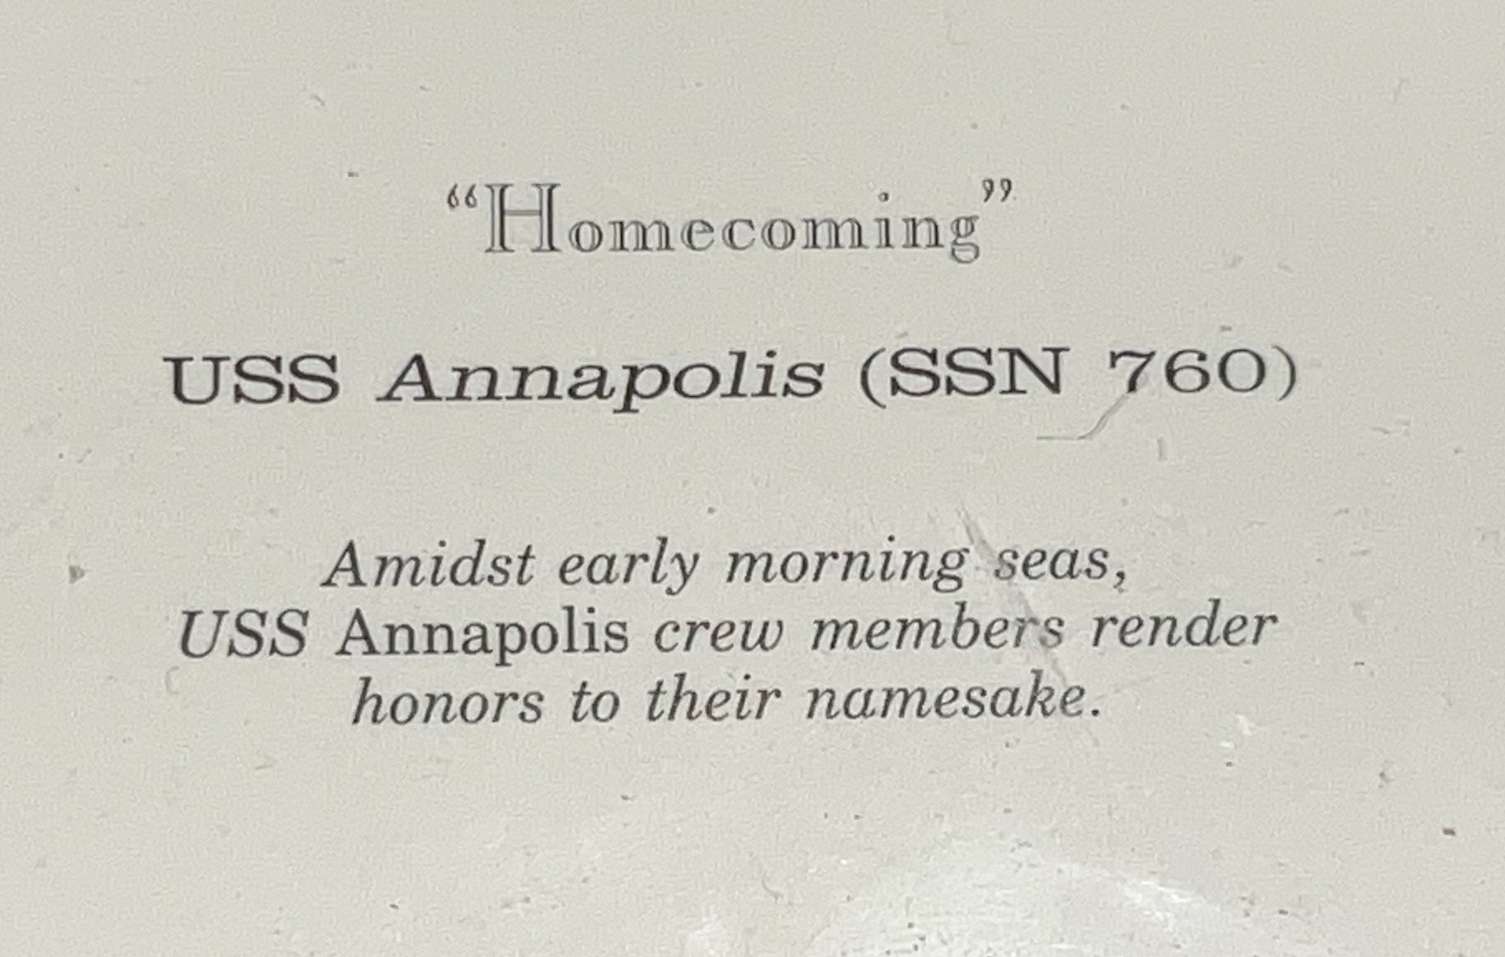 “Homecoming”
USS Annapolis (SSN 760)
Amidst early morning seas,
USS Annapolis crew members render
honors to their namesake.